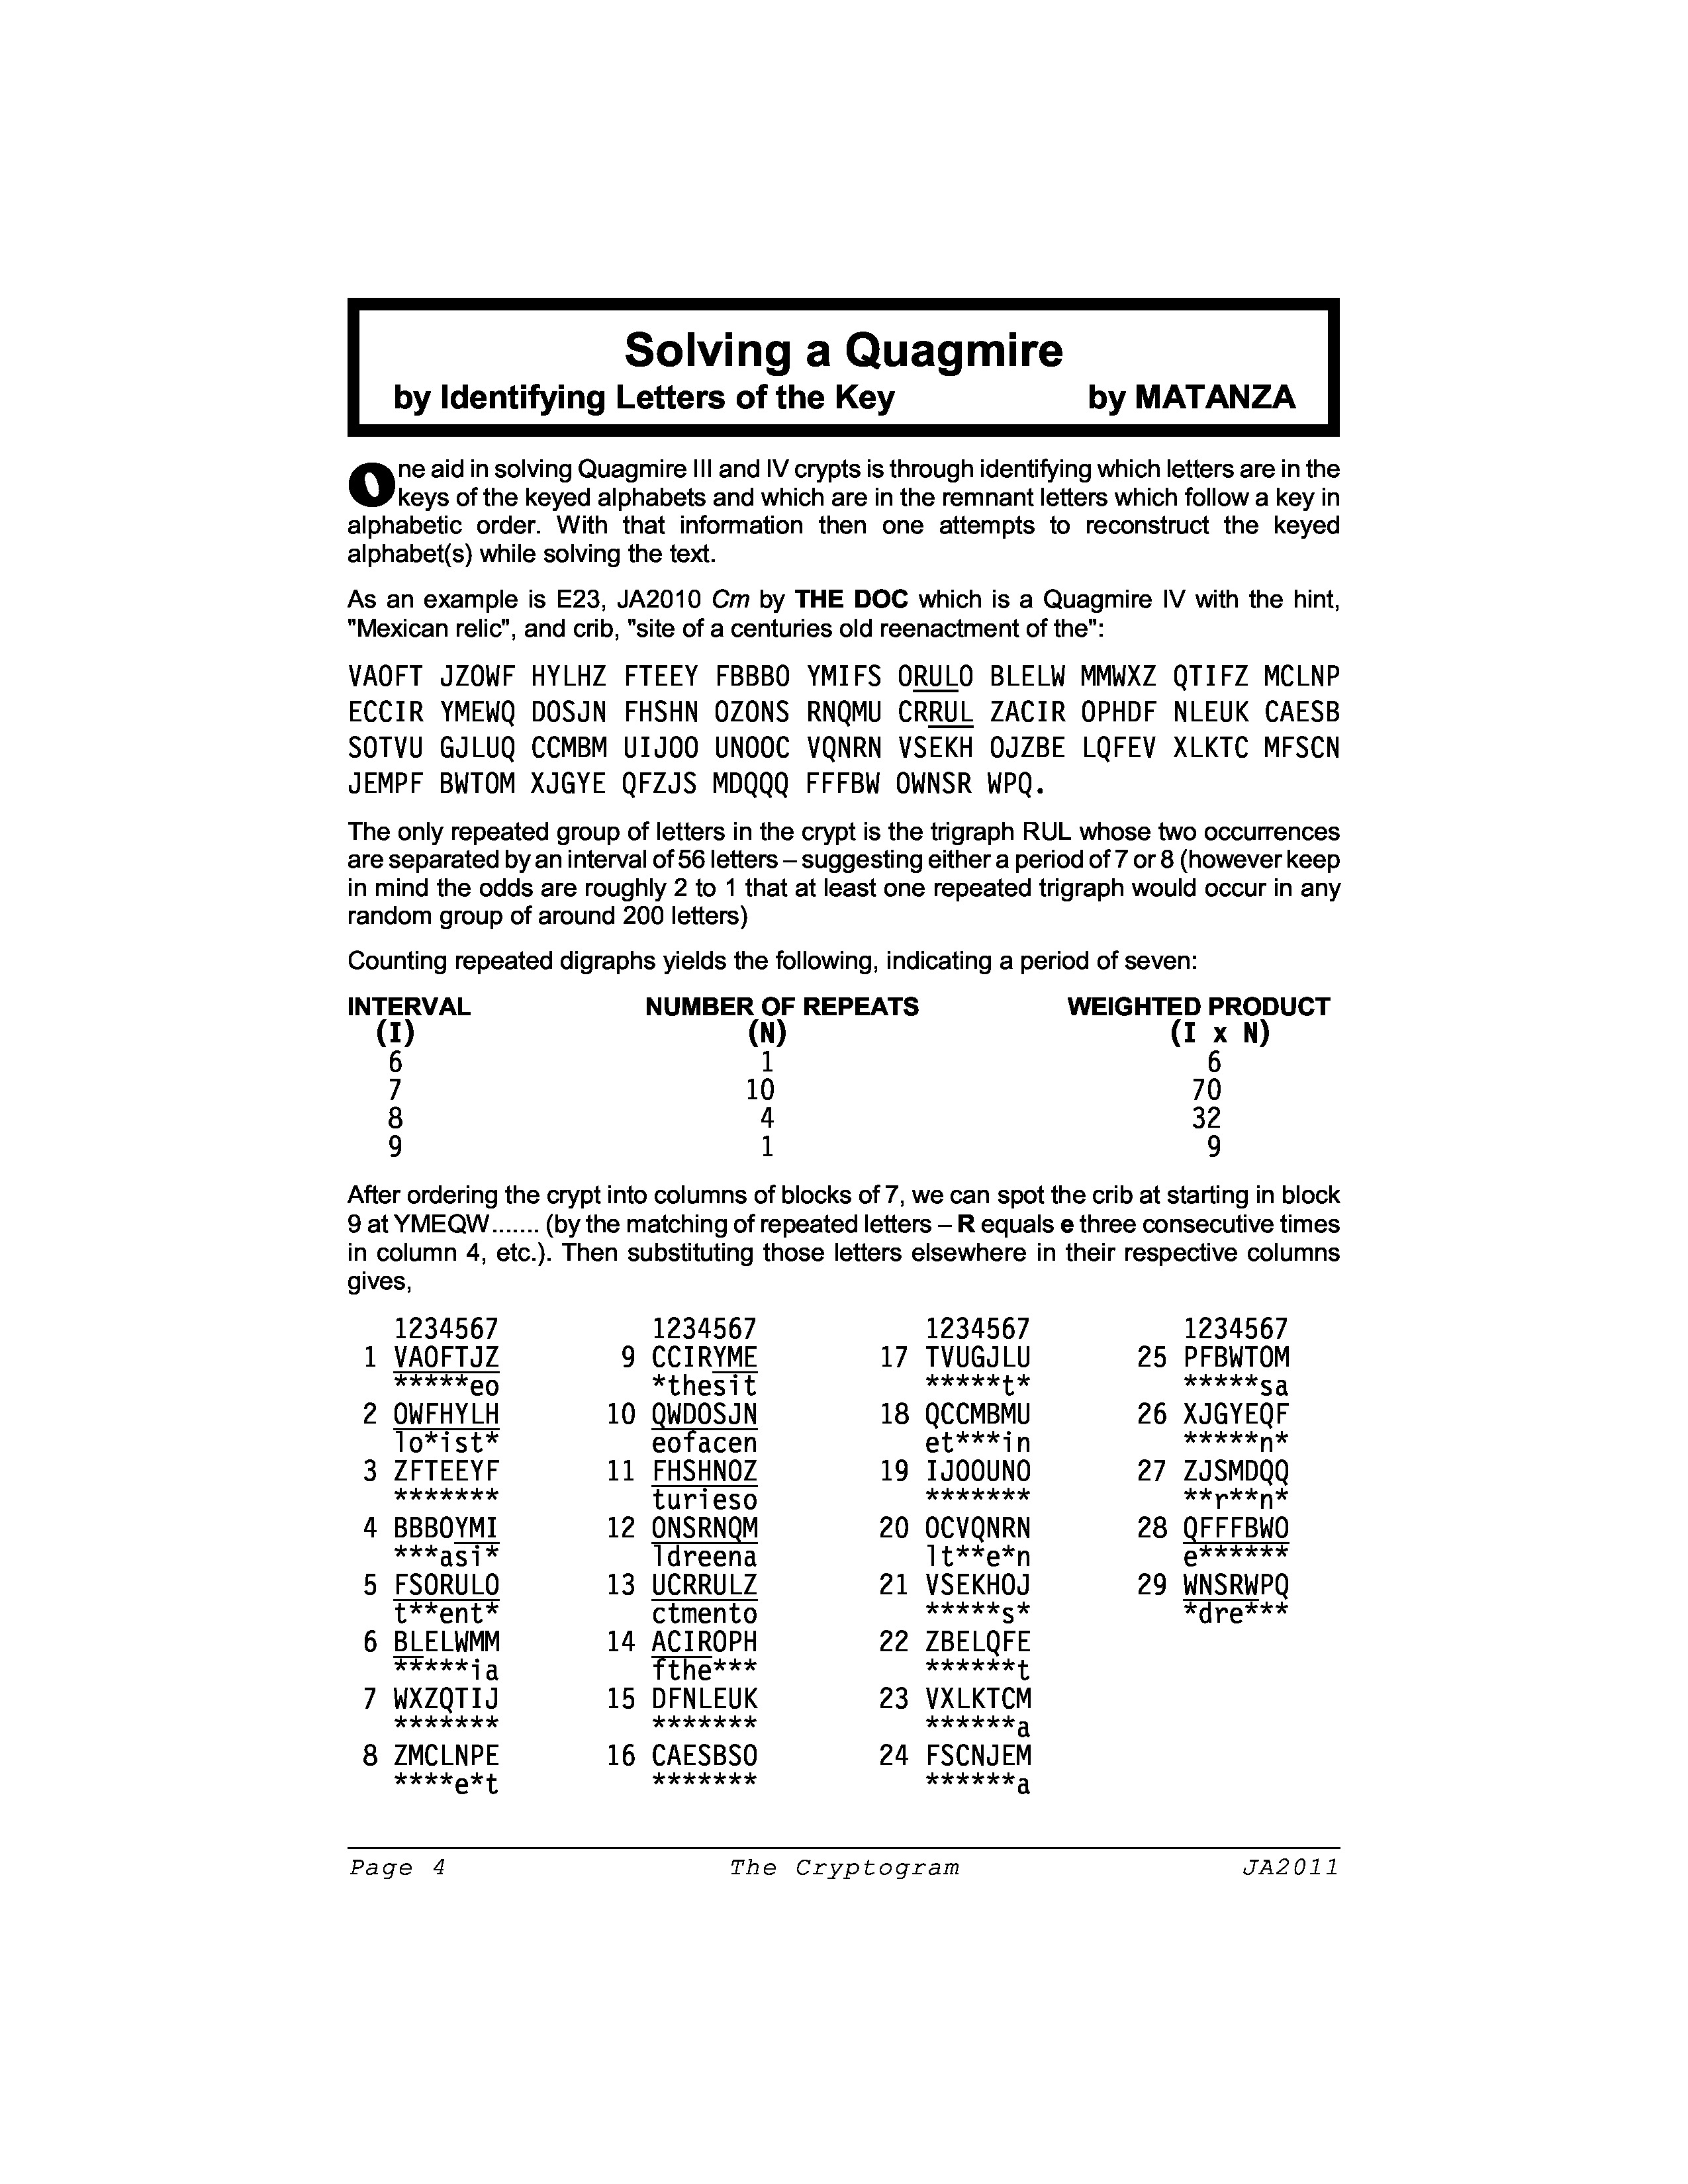 Solving a Quagmire
by Identifying Letters of the Key by MATANZA
One aid in solving Quagmire III and IV crypts is through identifying which letters are in the
keys of the keyed alphabets and which are in the remnant letters which follow a key in
alphabetic order. With that information then one attempts to reconstruct the keyed
alphabet(s) while solving the text.
As an example is E23, JA2010 Cm by THE DOC which is a Quagmire IV with the hint,
"Mexican relic", and crib, "site of a centuries old reenactment of the":
VAOFT JZOWF HYLHZ FTEEY FBBBO YMIFS ORULO BLELW MMWXZ QTIFZ MCLNP
ECCIR YMEWQ DOSJN FHSHN OZONS RNQMU CRRUL ZACIR OPHDF NLEUK CAESB
SOTVU GJLUQ CCMBM UIJOO UNOOC VQNRN VSEKH OJZBE LQFEV XLKTC MFSCN
JEMPF BWTOM XJGYE QFZJS MDQQQ FFFBW OWNSR WPQ.
The only repeated group of letters in the crypt is the trigraph RUL whose two occurrences
are separated by an interval of 56 letters – suggesting either a period of 7 or 8 (however keep
in mind the odds are roughly 2 to 1 that at least one repeated trigraph would occur in any
random group of around 200 letters)
Counting repeated digraphs yields the following, indicating a period of seven:
INTERVAL NUMBER OF REPEATS WEIGHTED PRODUCT
(I) (N) (I x N)
6 1 6
7 10 70
8 4 32
9 1 9
After ordering the crypt into columns of blocks of 7, we can spot the crib at starting in block
9 at YMEQW....... (by the matching of repeated letters – R equals e three consecutive times
in column 4, etc.). Then substituting those letters elsewhere in their respective columns
gives,
1234567 1234567 1234567 1234567
1 VAOFTJZ 9 CCIRYME 17 TVUGJLU 25 PFBWTOM
*****eo *thesit *****t* *****sa
2 OWFHYLH 10 QWDOSJN 18 QCCMBMU 26 XJGYEQF
lo*ist* eofacen et***in *****n*
3 ZFTEEYF 11 FHSHNOZ 19 IJOOUNO 27 ZJSMDQQ
******* turieso ******* **r**n*
4 BBBOYMI 12 ONSRNQM 20 OCVQNRN 28 QFFFBWO
***asi* ldreena lt**e*n e******
5 FSORULO 13 UCRRULZ 21 VSEKHOJ 29 WNSRWPQ
t**ent* ctmento *****s* *dre***
6 BLELWMM 14 ACIROPH 22 ZBELQFE
*****ia fthe*** ******t
7 WXZQTIJ 15 DFNLEUK 23 VXLKTCM
******* ******* ******a
8 ZMCLNPE 16 CAESBSO 24 FSCNJEM
****e*t ******* ******a
Page 4 The Cryptogram JA2011